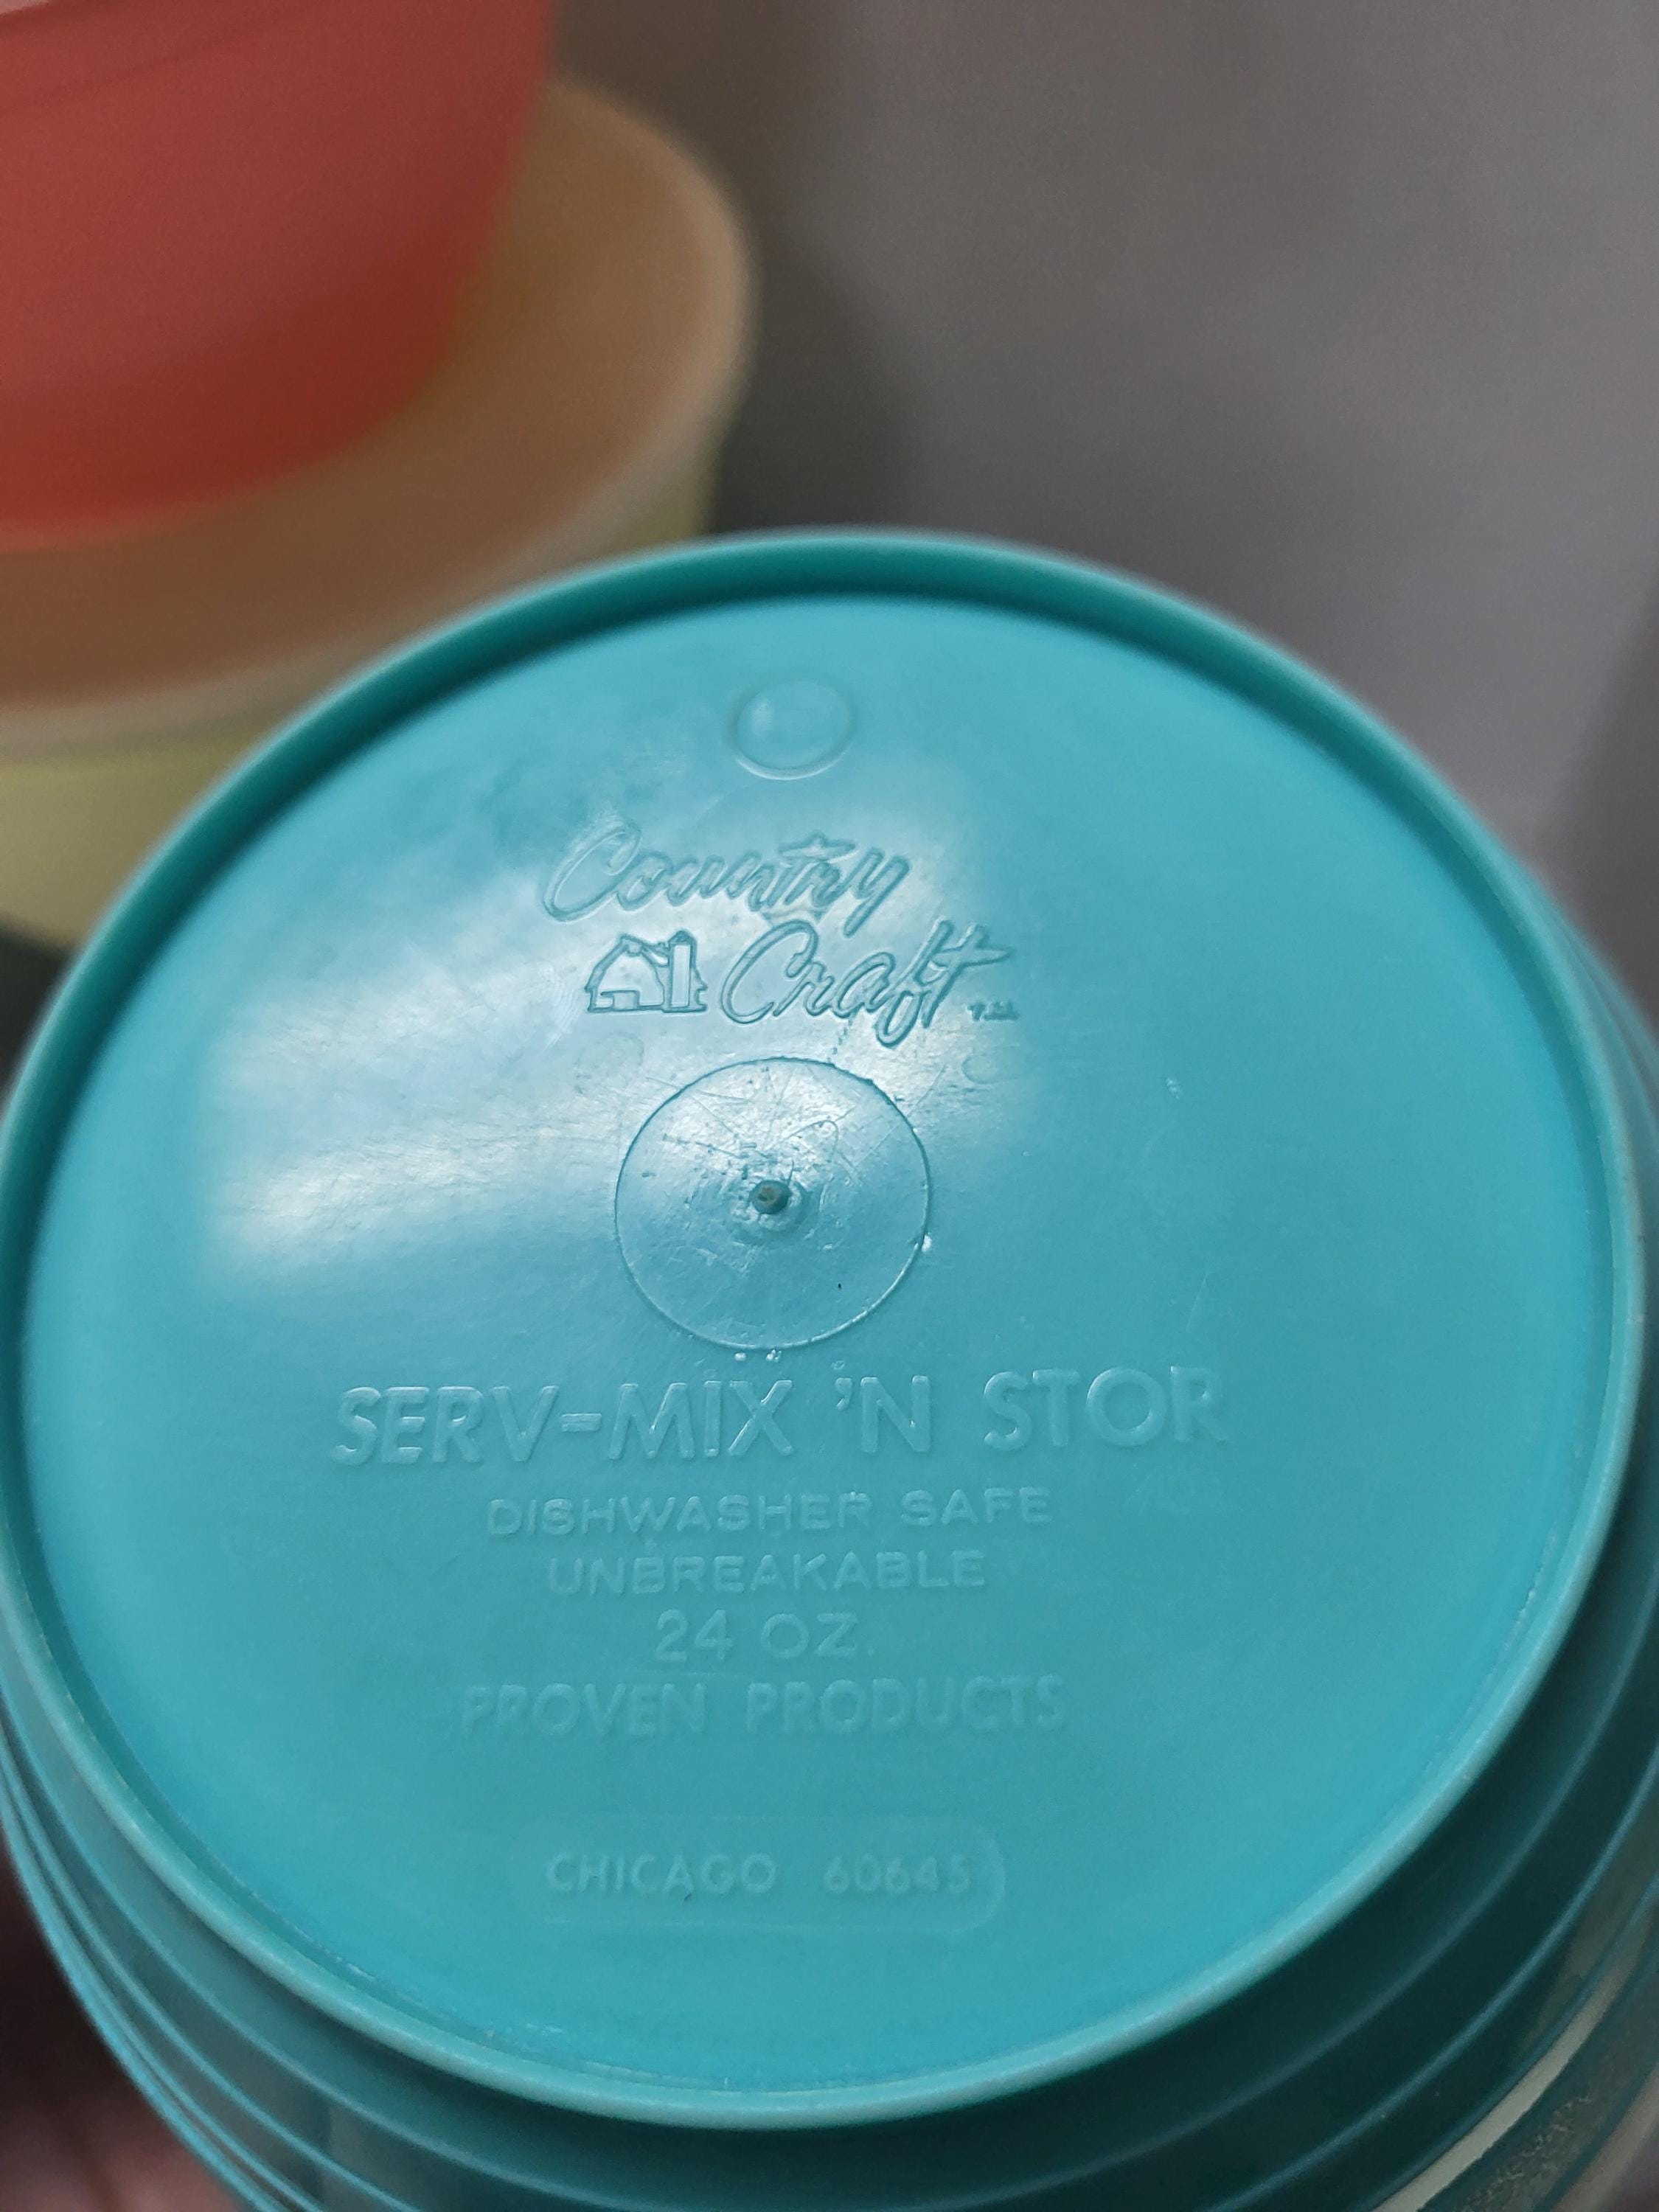 Country
Craft T.M.
SERV-MIX 'N STOR
DISHWASHER SAFE
UNBREAKABLE
24 OZ.
PROVEN PRODUCTS
CHICAGO 60645